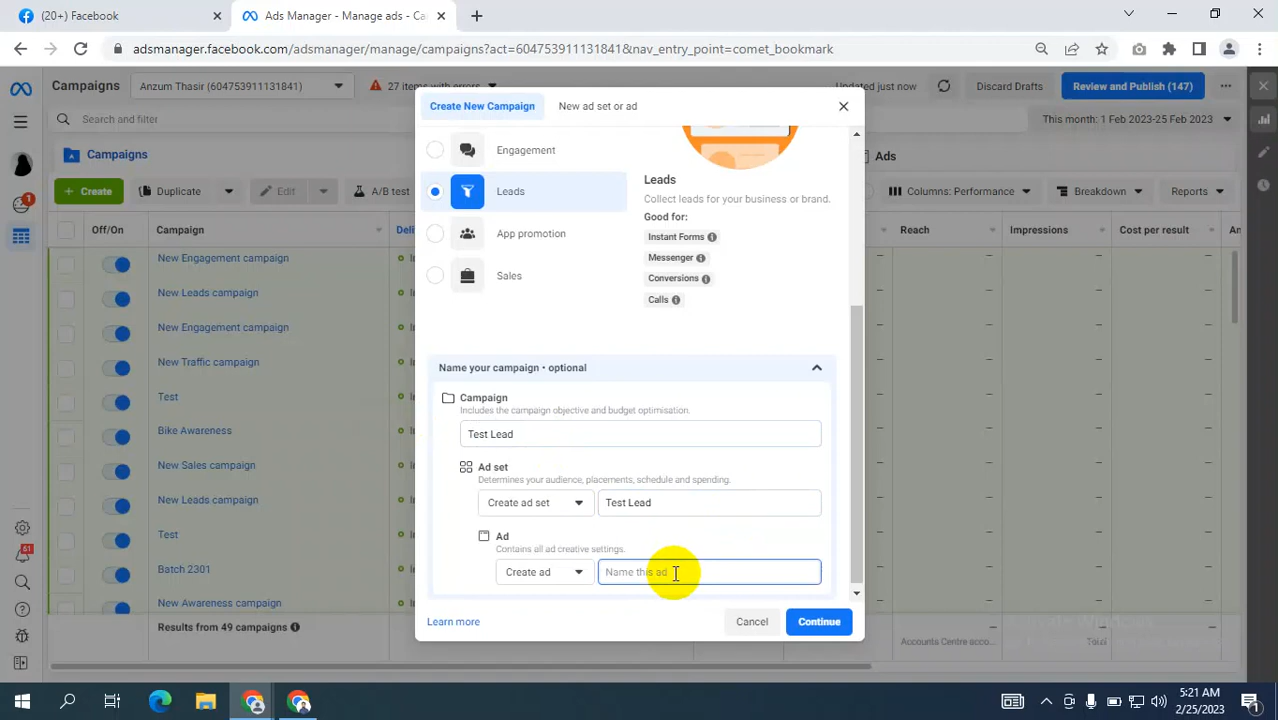 (20+) Facebook
Ads Manager - Manage ads - Ca
adsmanager.facebook.com/adsmanager/manage/campaigns?act=604753911131841&nav_entry_point=comet_bookmark
Campaigns
Anzum Thasir (604753911131841)
27 items with errors
Updated just now
Discard Drafts
Review and Publish (147)
Create New Campaign
New ad set or ad
Search and filter
This month: 1 Feb 2023-25 Feb 2023
Campaigns
Ads
+ Create
Duplicate
Edit
A/B test
Columns: Performance
Breakdown
Reports
Off/On
Campaign
Reach
Impressions
Cost per result
New Engagement campaign
New Leads campaign
New Engagement campaign
New Traffic campaign
Test
Bike Awareness
New Sales campaign
New Leads campaign
Test
Batch 2301
New Awareness campaign
Results from 49 campaigns
Engagement
Leads
App promotion
Sales
Leads
Collect leads for your business or brand.
Good for:
Instant Forms
Messenger
Conversions
Calls
Name your campaign • optional
Campaign
Includes the campaign objective and budget optimisation.
Test Lead
Ad set
Determines your audience, placements, schedule and spending.
Create ad set
Test Lead
Ad
Contains all ad creative settings.
Create ad
Name this ad
Learn more
Cancel
Continue
Accounts Centre acco...
Total
1
61
5:21 AM
2/25/2023
1